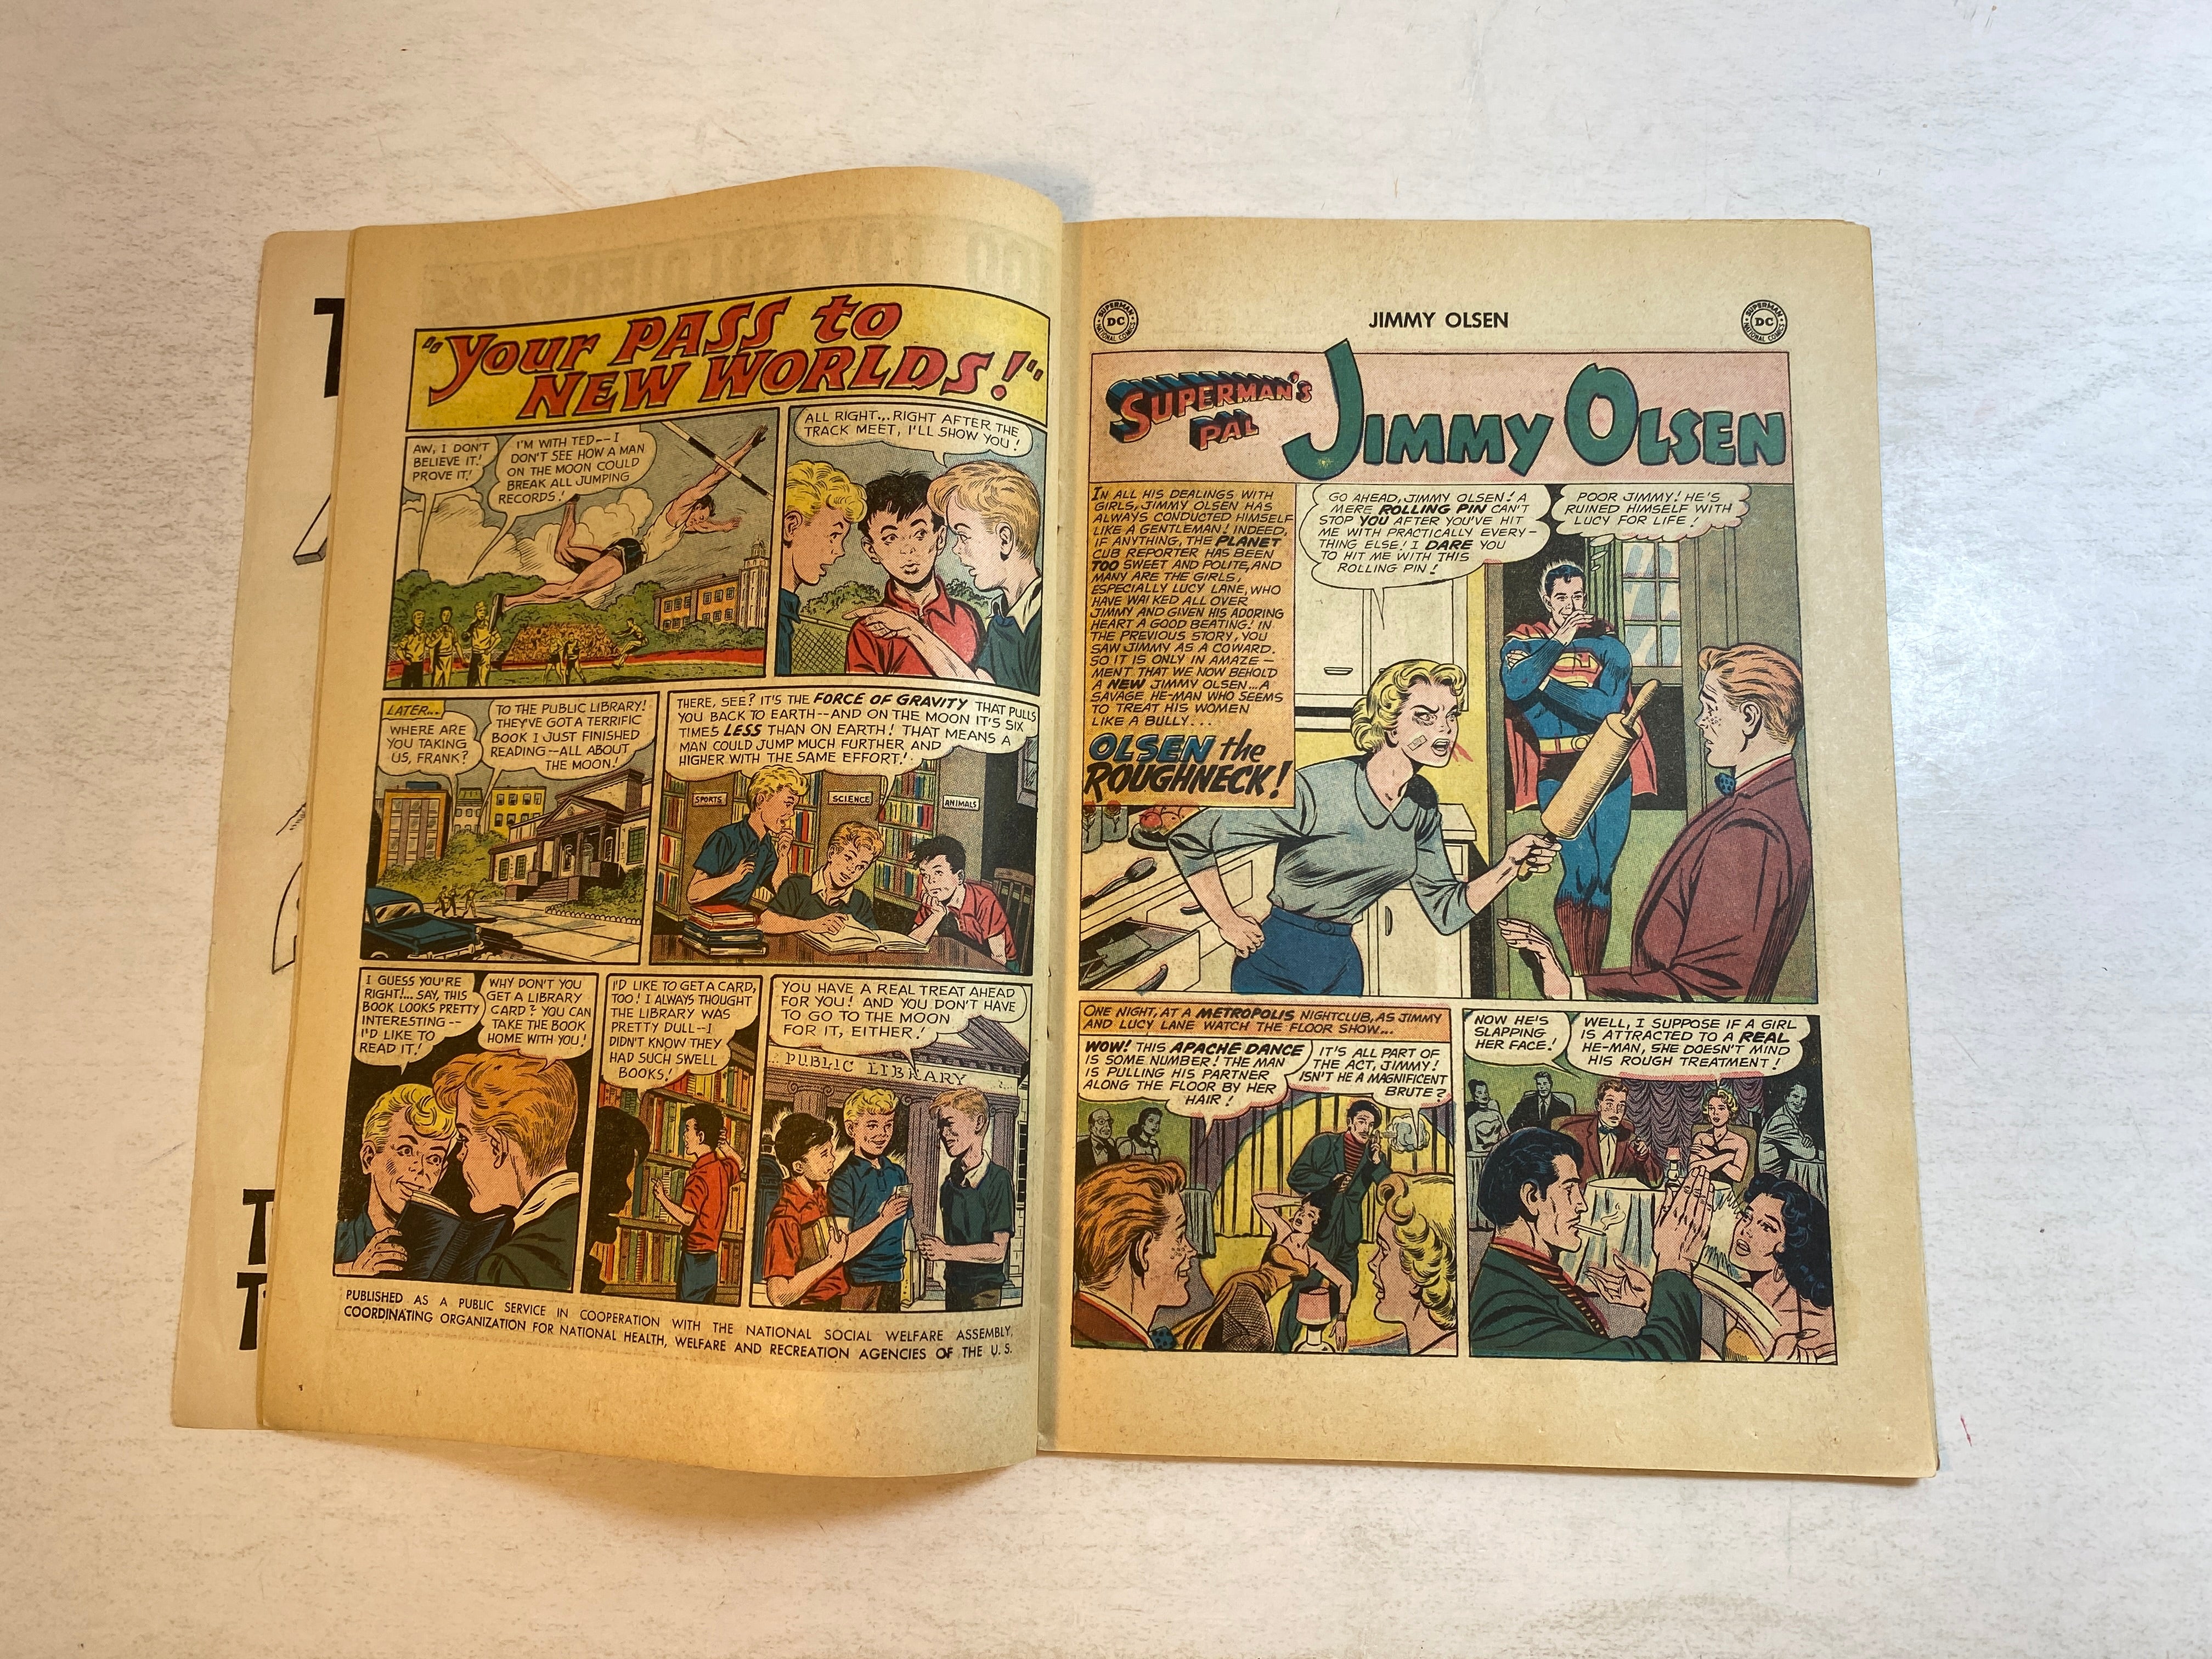 "Your PASS to
NEW WORLDS!"
AW, I DON'T
BELIEVE IT!
PROVE IT!
I'M WITH TED--I
DON'T SEE HOW A MAN
ON THE MOON COULD
BREAK ALL JUMPING
RECORDS!
ALL RIGHT...RIGHT AFTER THE
TRACK MEET, I'LL SHOW YOU!
LATER...
WHERE ARE
YOU TAKING
US, FRANK?
TO THE PUBLIC LIBRARY!
THEY'VE GOT A TERRIFIC
BOOK I JUST FINISHED
READING--ALL ABOUT
THE MOON!
THERE, SEE? IT'S THE FORCE OF GRAVITY THAT PULLS
YOU BACK TO EARTH--AND ON THE MOON IT'S SIX
TIMES LESS THAN ON EARTH! THAT MEANS A
MAN COULD JUMP MUCH FURTHER AND
HIGHER WITH THE SAME EFFORT!
SPORTS
SCIENCE
ANIMALS
I GUESS YOU'RE
RIGHT!... SAY, THIS
BOOK LOOKS PRETTY
INTERESTING--
I'D LIKE TO
READ IT!
WHY DON'T YOU
GET A LIBRARY
CARD? YOU CAN
TAKE THE BOOK
HOME WITH YOU!
I'D LIKE TO GET A CARD,
TOO! I ALWAYS THOUGHT
THE LIBRARY WAS
PRETTY DULL--I
DIDN'T KNOW THEY
HAD SUCH SWELL
BOOKS!
YOU HAVE A REAL TREAT AHEAD
FOR YOU! AND YOU DON'T HAVE
TO GO TO THE MOON
FOR IT, EITHER!
PUBLIC LIBRARY
PUBLISHED AS A PUBLIC SERVICE IN COOPERATION WITH THE NATIONAL SOCIAL WELFARE ASSEMBLY,
COORDINATING ORGANIZATION FOR NATIONAL HEALTH, WELFARE AND RECREATION AGENCIES OF THE U. S.
SUPERMAN
DC
NATIONAL COMICS
JIMMY OLSEN
SUPERMAN
DC
NATIONAL COMICS
SUPERMAN'S
PAL
JIMMY OLSEN
IN ALL HIS DEALINGS WITH
GIRLS, JIMMY OLSEN HAS
ALWAYS CONDUCTED HIMSELF
LIKE A GENTLEMAN! INDEED,
IF ANYTHING, THE PLANET
CUB REPORTER HAS BEEN
TOO SWEET AND POLITE, AND
MANY ARE THE GIRLS,
ESPECIALLY LUCY LANE, WHO
HAVE WALKED ALL OVER
JIMMY AND GIVEN HIS ADORING
HEART A GOOD BEATING! IN
THE PREVIOUS STORY, YOU
SAW JIMMY AS A COWARD.
SO IT IS ONLY IN AMAZE-
MENT THAT WE NOW BEHOLD
A NEW JIMMY OLSEN...A
SAVAGE HE-MAN WHO SEEMS
TO TREAT HIS WOMEN
LIKE A BULLY...
OLSEN the
ROUGHNECK!
GO AHEAD, JIMMY OLSEN! A
MERE ROLLING PIN CAN'T
STOP YOU AFTER YOU'VE HIT
ME WITH PRACTICALLY EVERY-
THING ELSE! I DARE YOU
TO HIT ME WITH THIS
ROLLING PIN!
POOR JIMMY! HE'S
RUINED HIMSELF WITH
LUCY FOR LIFE!
ONE NIGHT, AT A METROPOLIS NIGHTCLUB, AS JIMMY
AND LUCY LANE WATCH THE FLOOR SHOW...
WOW! THIS APACHE DANCE
IS SOME NUMBER! THE MAN
IS PULLING HIS PARTNER
ALONG THE FLOOR BY HER
HAIR!
IT'S ALL PART OF
THE ACT, JIMMY!
ISN'T HE A MAGNIFICENT
BRUTE?
NOW HE'S
SLAPPING
HER FACE!
WELL, I SUPPOSE IF A GIRL
IS ATTRACTED TO A REAL
HE-MAN, SHE DOESN'T MIND
HIS ROUGH TREATMENT!